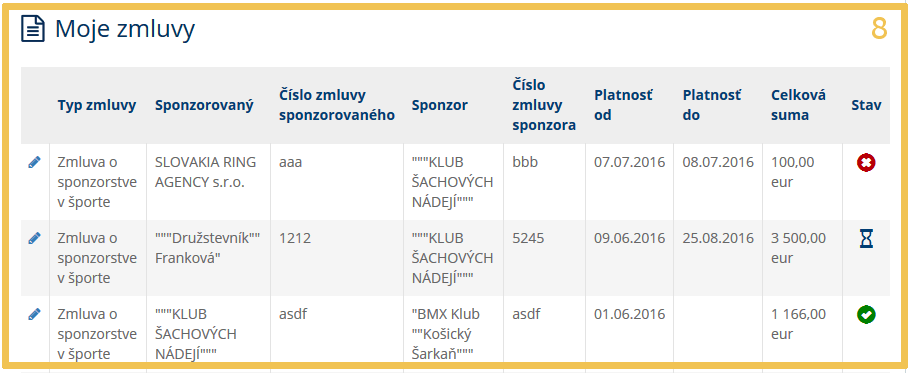 Moje zmluvy
8
Typ zmluvy
Sponzorovaný
Číslo zmluvy
sponzorovaného
Sponzor
Číslo
zmluvy
sponzora
Platnosť
od
Platnosť
do
Celková
suma
Stav
Zmluva o
sponzorstve
v športe
SLOVAKIA RING
AGENCY s.r.o.
aaa
"""KLUB
ŠACHOVÝCH
NÁDEJÍ"""
bbb
07.07.2016
08.07.2016
100,00
eur
Zmluva o
sponzorstve
v športe
"""Družstevník""
Franková"
1212
"""KLUB
ŠACHOVÝCH
NÁDEJÍ"""
5245
09.06.2016
25.08.2016
3 500,00
eur
Zmluva o
sponzorstve
v športe
"""KLUB
ŠACHOVÝCH
NÁDEJÍ"""
asdf
"BMX Klub
""Košický
Šarkaň"""
asdf
01.06.2016
1 166,00
eur